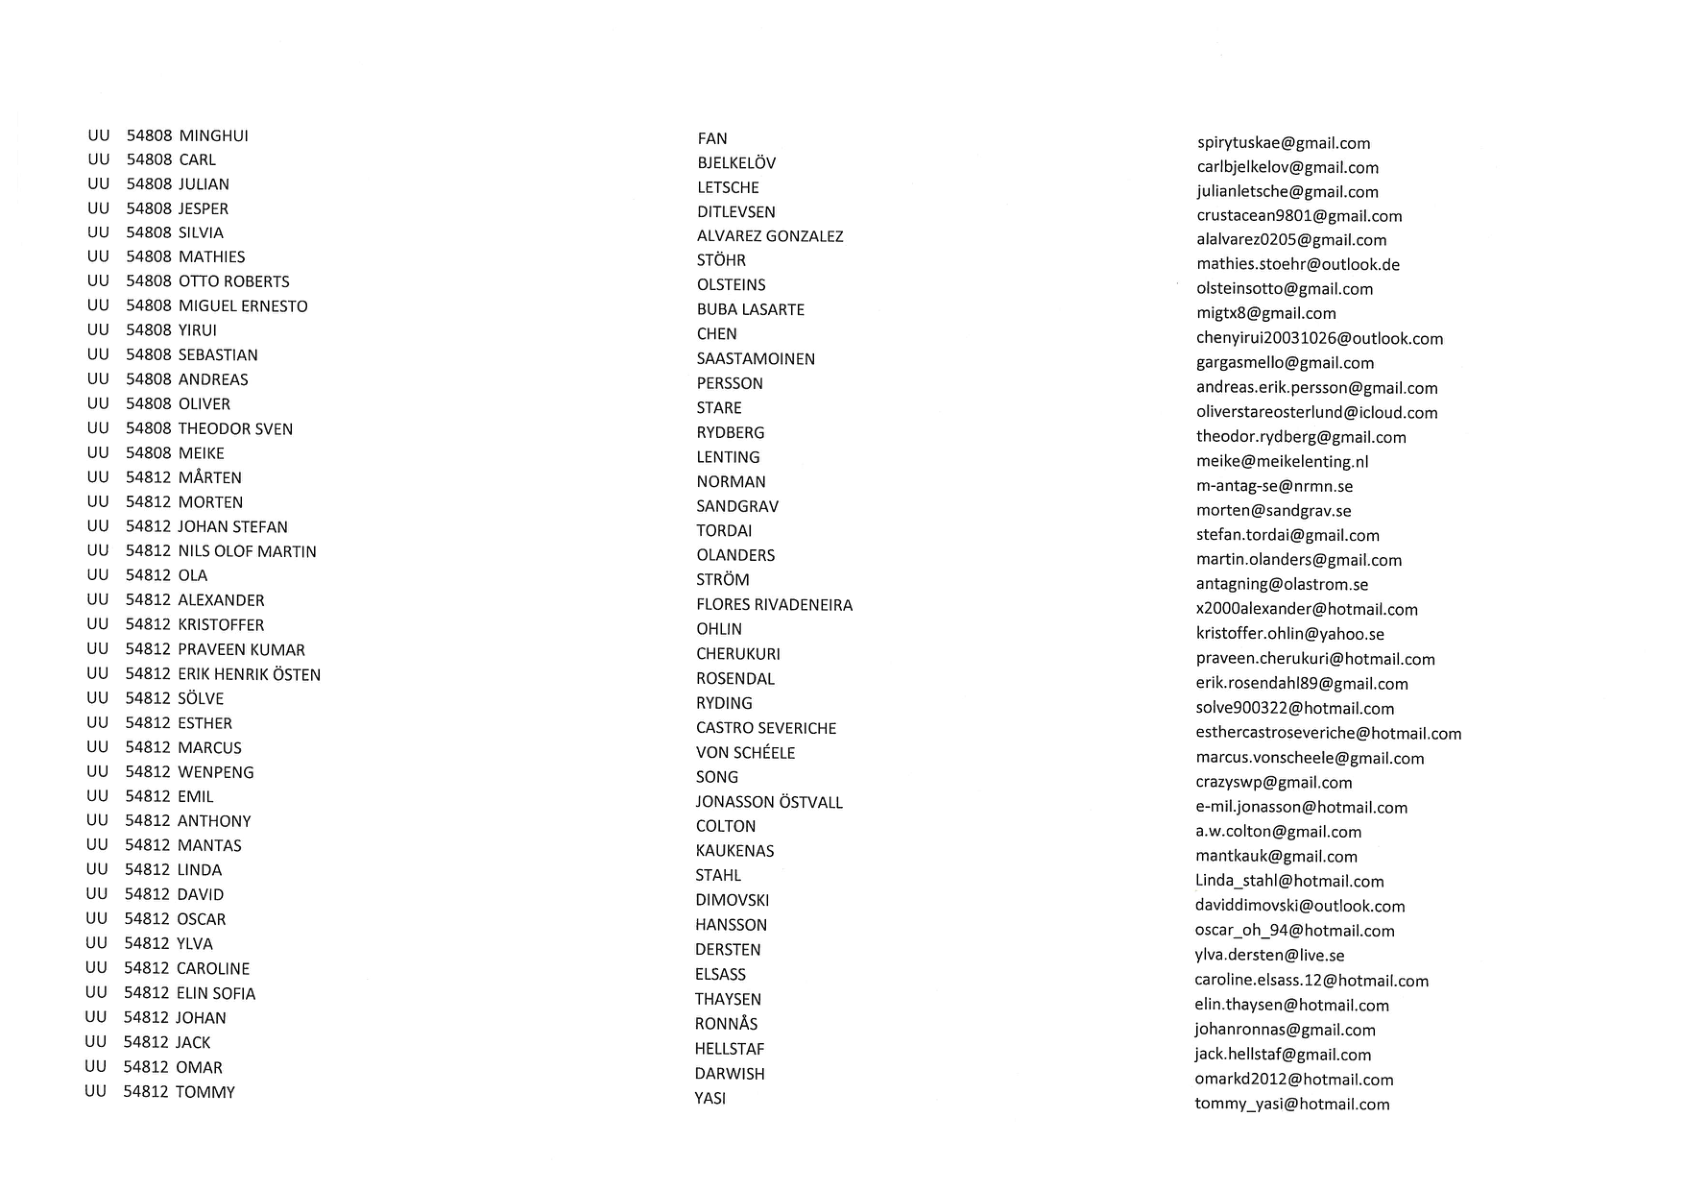 UU 54808 MINGHUI FAN spirytuskae@gmail.com
UU 54808 CARL BJELKELÖV carlbjelkelov@gmail.com
UU 54808 JULIAN LETSCHE julianletsche@gmail.com
UU 54808 JESPER DITLEVSEN crustacean9801@gmail.com
UU 54808 SILVIA ALVAREZ GONZALEZ alalvarez0205@gmail.com
UU 54808 MATHIES STÖHR mathies.stoehr@outlook.de
UU 54808 OTTO ROBERTS OLSTEINS olsteinsotto@gmail.com
UU 54808 MIGUEL ERNESTO BUBA LASARTE migtx8@gmail.com
UU 54808 YIRUI CHEN chenyirui20031026@outlook.com
UU 54808 SEBASTIAN SAASTAMOINEN gargasmello@gmail.com
UU 54808 ANDREAS PERSSON andreas.erik.persson@gmail.com
UU 54808 OLIVER STARE oliverstareosterlund@icloud.com
UU 54808 THEODOR SVEN RYDBERG theodor.rydberg@gmail.com
UU 54808 MEIKE LENTING meike@meikelenting.nl
UU 54812 MÅRTEN NORMAN m-antag-se@nrmn.se
UU 54812 MORTEN SANDGRAV morten@sandgrav.se
UU 54812 JOHAN STEFAN TORDAI stefan.tordai@gmail.com
UU 54812 NILS OLOF MARTIN OLANDERS martin.olanders@gmail.com
UU 54812 OLA STRÖM antagning@olastrom.se
UU 54812 ALEXANDER FLORES RIVADENEIRA x2000alexander@hotmail.com
UU 54812 KRISTOFFER OHLIN kristoffer.ohlin@yahoo.se
UU 54812 PRAVEEN KUMAR CHERUKURI praveen.cherukuri@hotmail.com
UU 54812 ERIK HENRIK ÖSTEN ROSENDAL erik.rosendahl89@gmail.com
UU 54812 SÖLVE RYDING solve900322@hotmail.com
UU 54812 ESTHER CASTRO SEVERICHE esthercastroseveriche@hotmail.com
UU 54812 MARCUS VON SCHÉELE marcus.vonscheele@gmail.com
UU 54812 WENPENG SONG crazyswp@gmail.com
UU 54812 EMIL JONASSON ÖSTVALL e-mil.jonasson@hotmail.com
UU 54812 ANTHONY COLTON a.w.colton@gmail.com
UU 54812 MANTAS KAUKENAS mantkauk@gmail.com
UU 54812 LINDA STAHL Linda_stahl@hotmail.com
UU 54812 DAVID DIMOVSKI daviddimovski@outlook.com
UU 54812 OSCAR HANSSON oscar_oh_94@hotmail.com
UU 54812 YLVA DERSTEN ylva.dersten@live.se
UU 54812 CAROLINE ELSASS caroline.elsass.12@hotmail.com
UU 54812 ELIN SOFIA THAYSEN elin.thaysen@hotmail.com
UU 54812 JOHAN RONNÅS johanronnas@gmail.com
UU 54812 JACK HELLSTAF jack.hellstaf@gmail.com
UU 54812 OMAR DARWISH omarkd2012@hotmail.com
UU 54812 TOMMY YASI tommy_yasi@hotmail.com